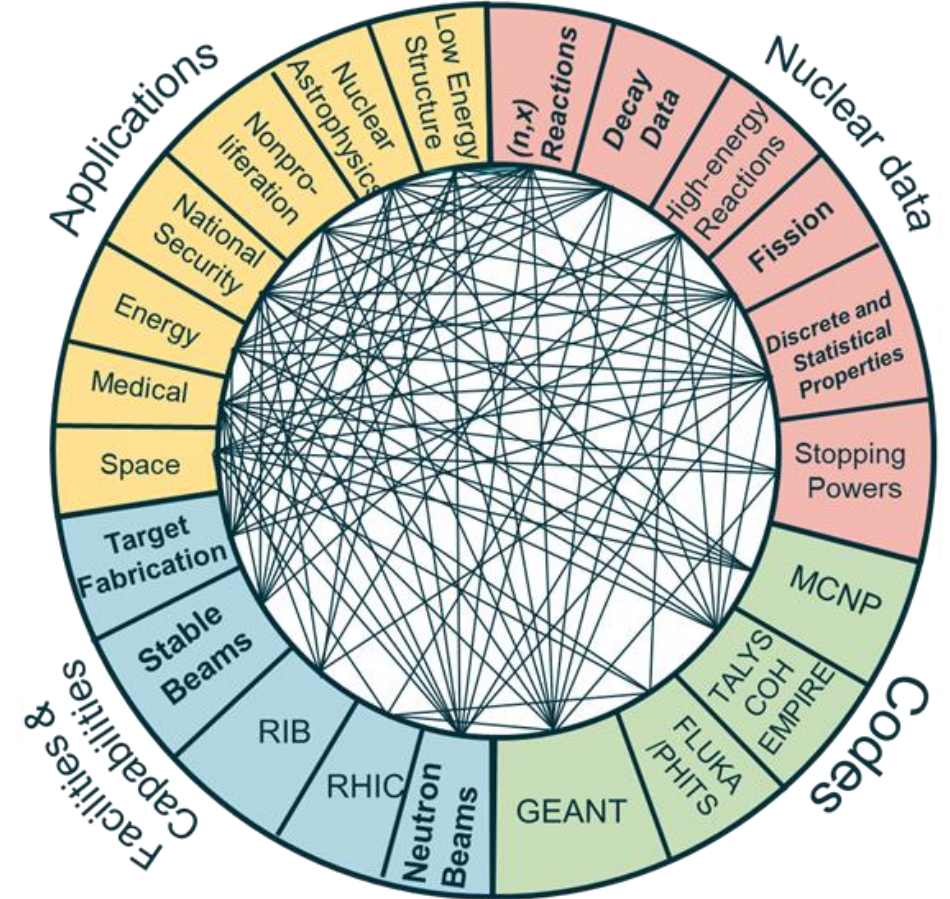 Applications
Nuclear data
Codes
Facilities &
Capabilities
Low Energy
Structure
Nuclear
Astrophysics
Nonpro-
liferation
National
Security
Energy
Medical
Space
(n,x)
Reactions
Decay
Data
High-energy
Reactions
Fission
Discrete and
Statistical
Properties
Stopping
Powers
MCNP
TALYS
COH
EMPIRE
FLUKA
/PHITS
GEANT
Neutron
Beams
RHIC
RIB
Stable
Beams
Target
Fabrication